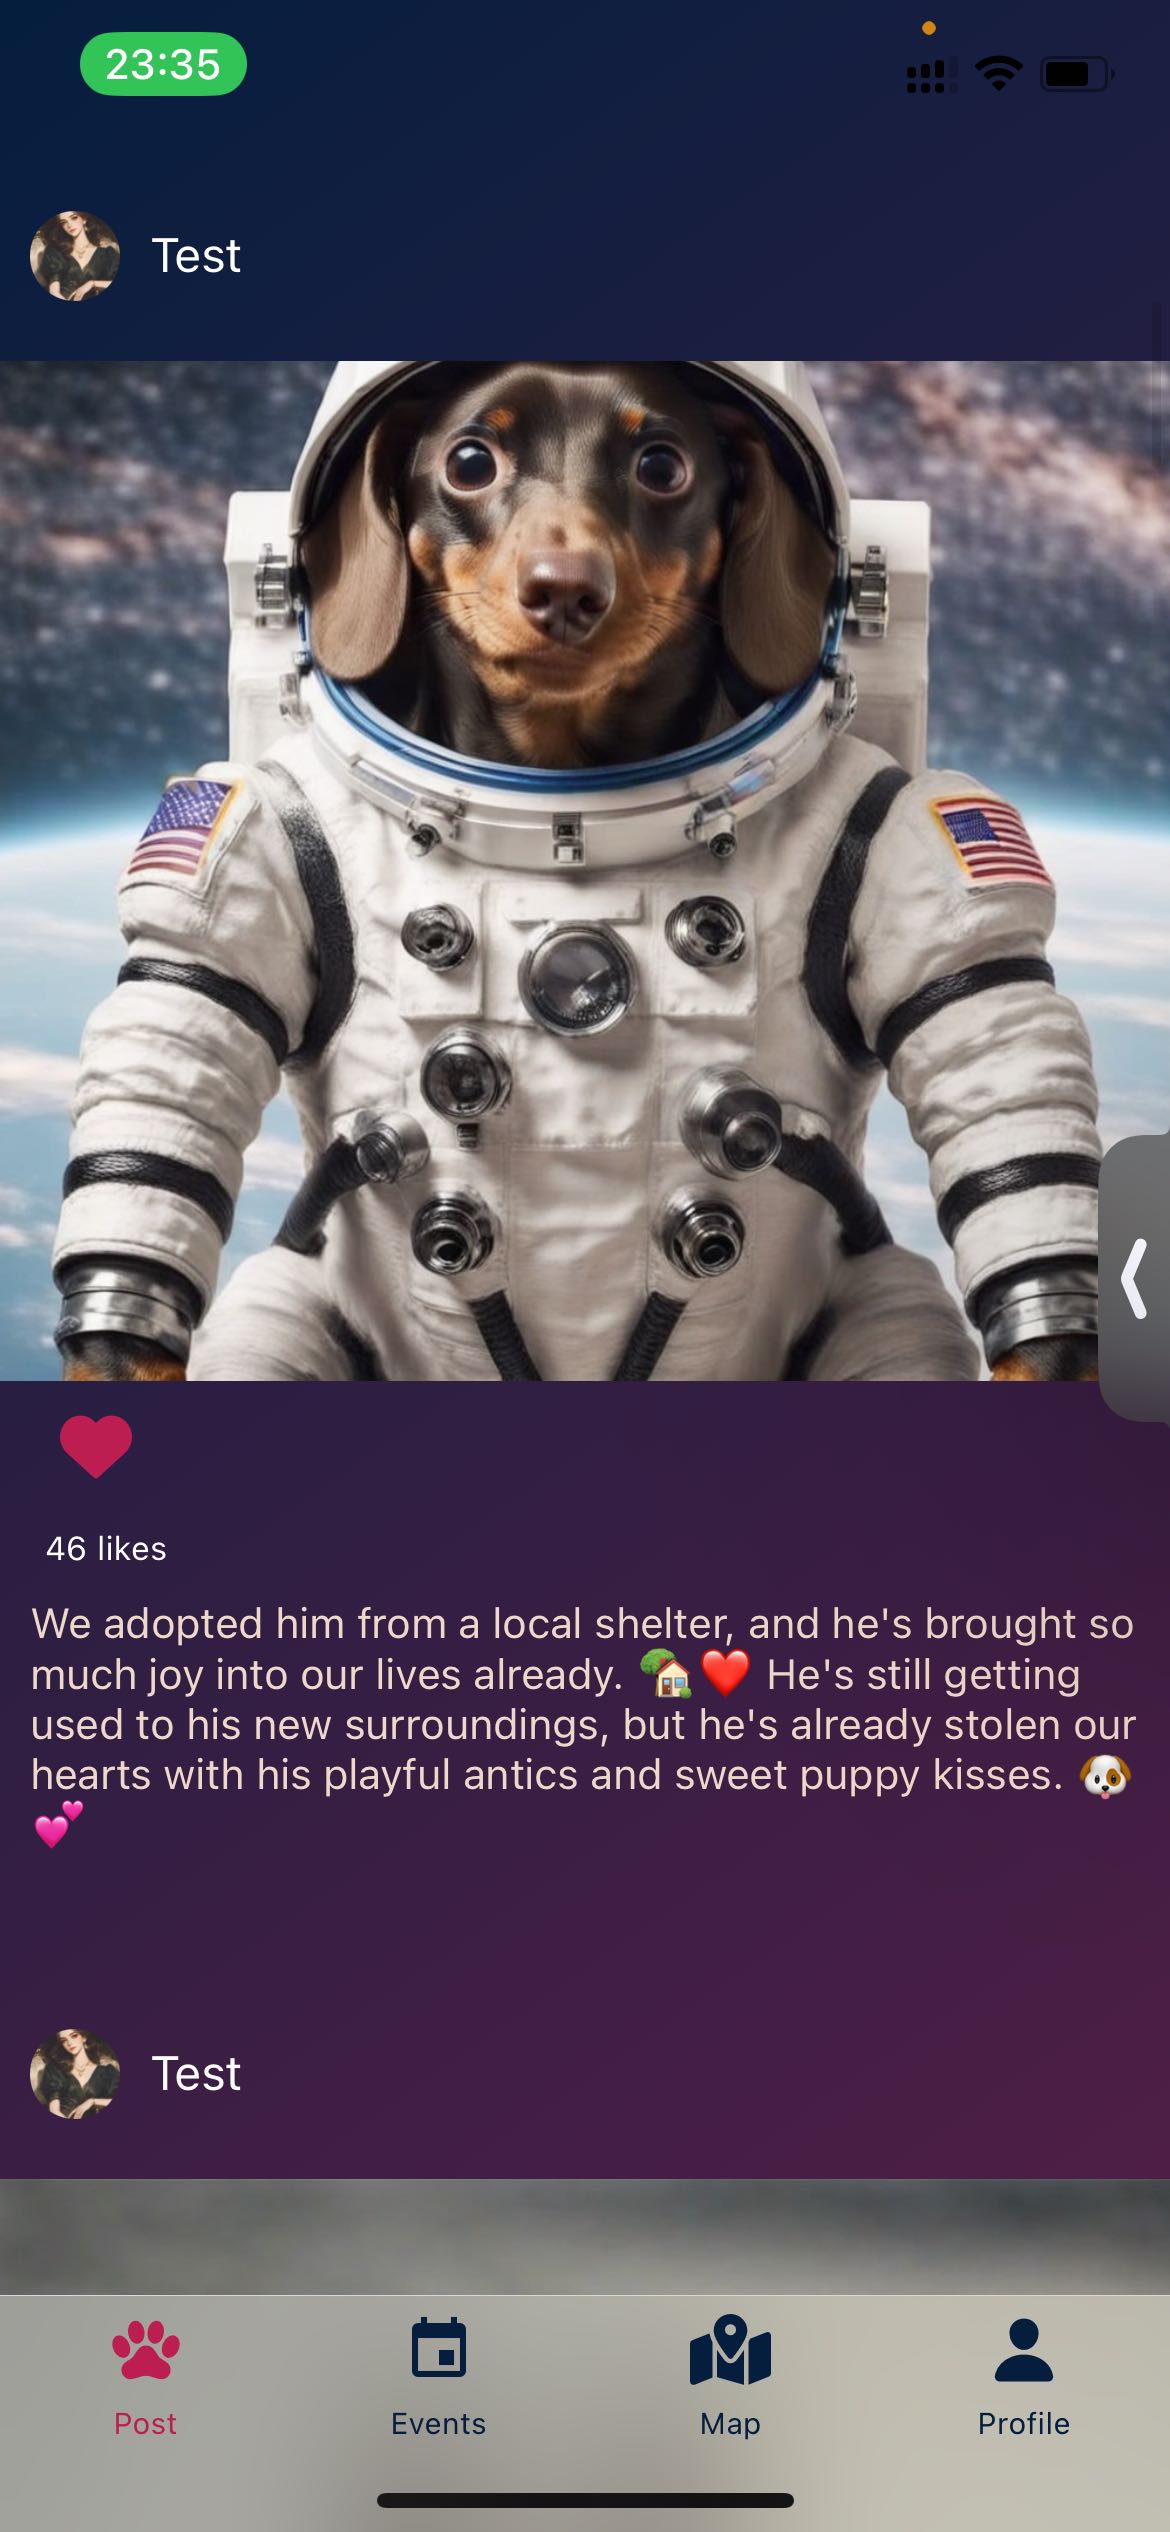 23:35
Test
46 likes
We adopted him from a local shelter, and he's brought so
much joy into our lives already. 🏡❤️ He's still getting
used to his new surroundings, but he's already stolen our
hearts with his playful antics and sweet puppy kisses. 🐶
💕
Test
Post
Events
Map
Profile